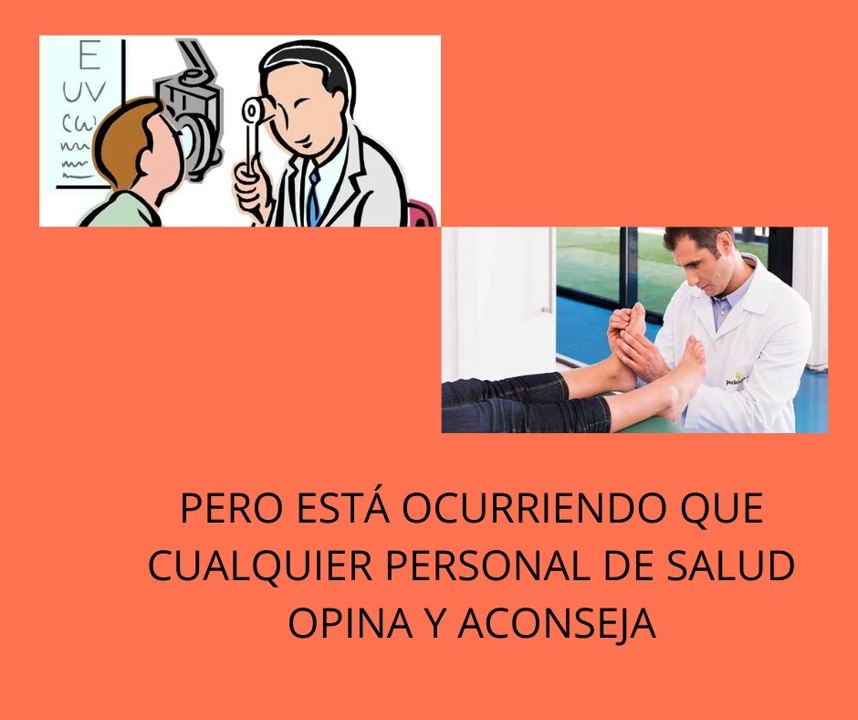 E
UV
PERO ESTÁ OCURRIENDO QUE
CUALQUIER PERSONAL DE SALUD
OPINA Y ACONSEJA